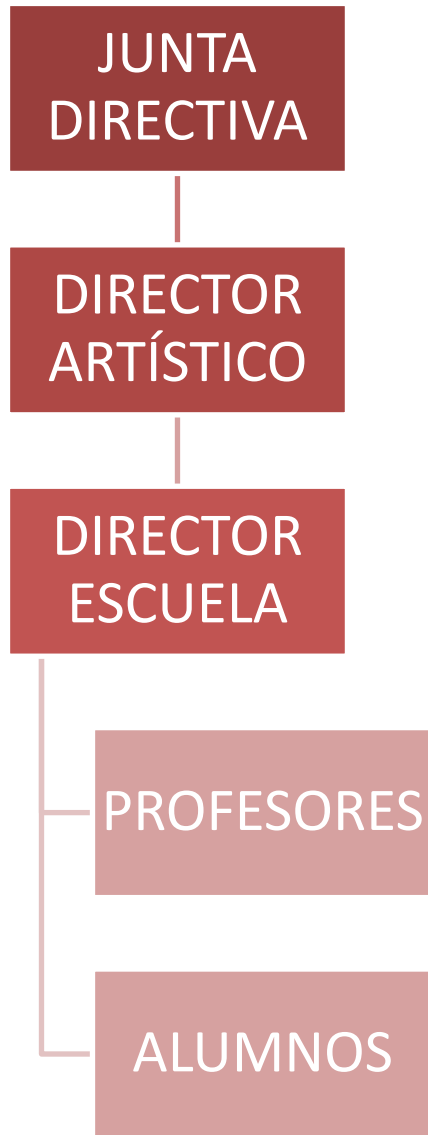 JUNTA
DIRECTIVA
DIRECTOR
ARTÍSTICO
DIRECTOR
ESCUELA
PROFESORES
ALUMNOS